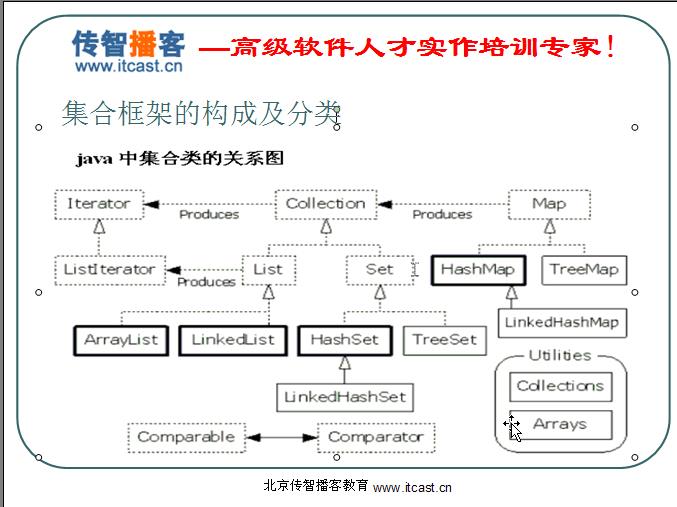 传智播客 —高级软件人才实作培训专家!
www.itcast.cn
集合框架的构成及分类
java 中集合类的关系图
Iterator Produces Collection Produces Map
ListIterator Produces List Set HashMap TreeMap
ArrayList LinkedList HashSet TreeSet LinkedHashMap
Utilities
LinkedHashSet Collections
Comparable Comparator Arrays
北京传智播客教育 www.itcast.cn